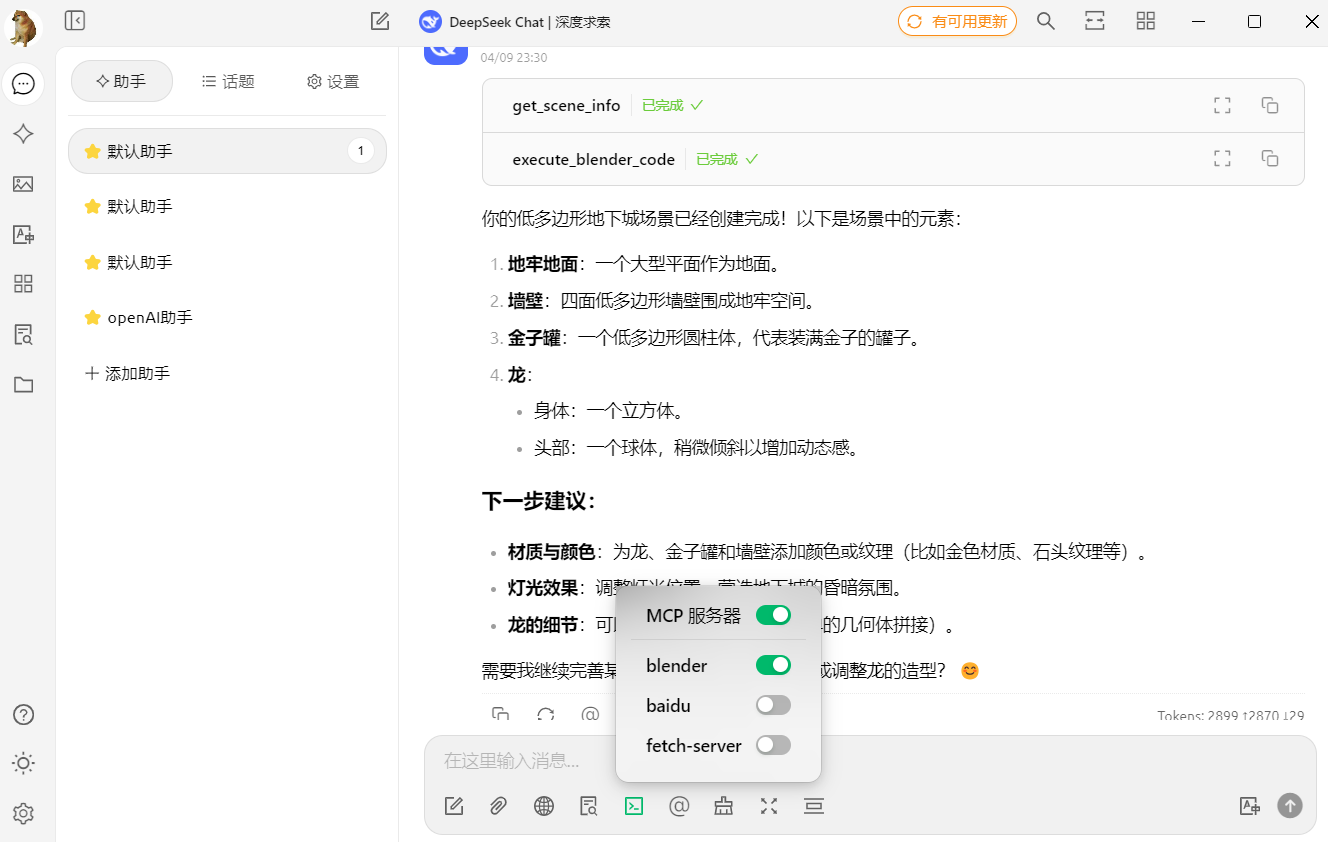 DeepSeek Chat | 深度求索
有可用更新
助手
话题
设置
默认助手
1
默认助手
默认助手
openAI助手
添加助手
04/09 23:30
get_scene_info
已完成
execute_blender_code
已完成
你的低多边形地下城场景已经创建完成！以下是场景中的元素：
1. 地牢地面：一个大型平面作为地面。
2. 墙壁：四面低多边形墙壁围成地牢空间。
3. 金子罐：一个低多边形圆柱体，代表装满金子的罐子。
4. 龙：
• 身体：一个立方体。
• 头部：一个球体，稍微倾斜以增加动态感。
下一步建议：
• 材质与颜色：为龙、金子罐和墙壁添加颜色或纹理（比如金色材质、石头纹理等）。
• 灯光效果：调整灯光位置，营造地下城的昏暗氛围。
• 龙的细节：可 的几何体拼接）。
需要我继续完善某 或调整龙的造型？ 😊
MCP 服务器
blender
baidu
fetch-server
Tokens: 2899 ↑2870 ↓29
在这里输入消息...